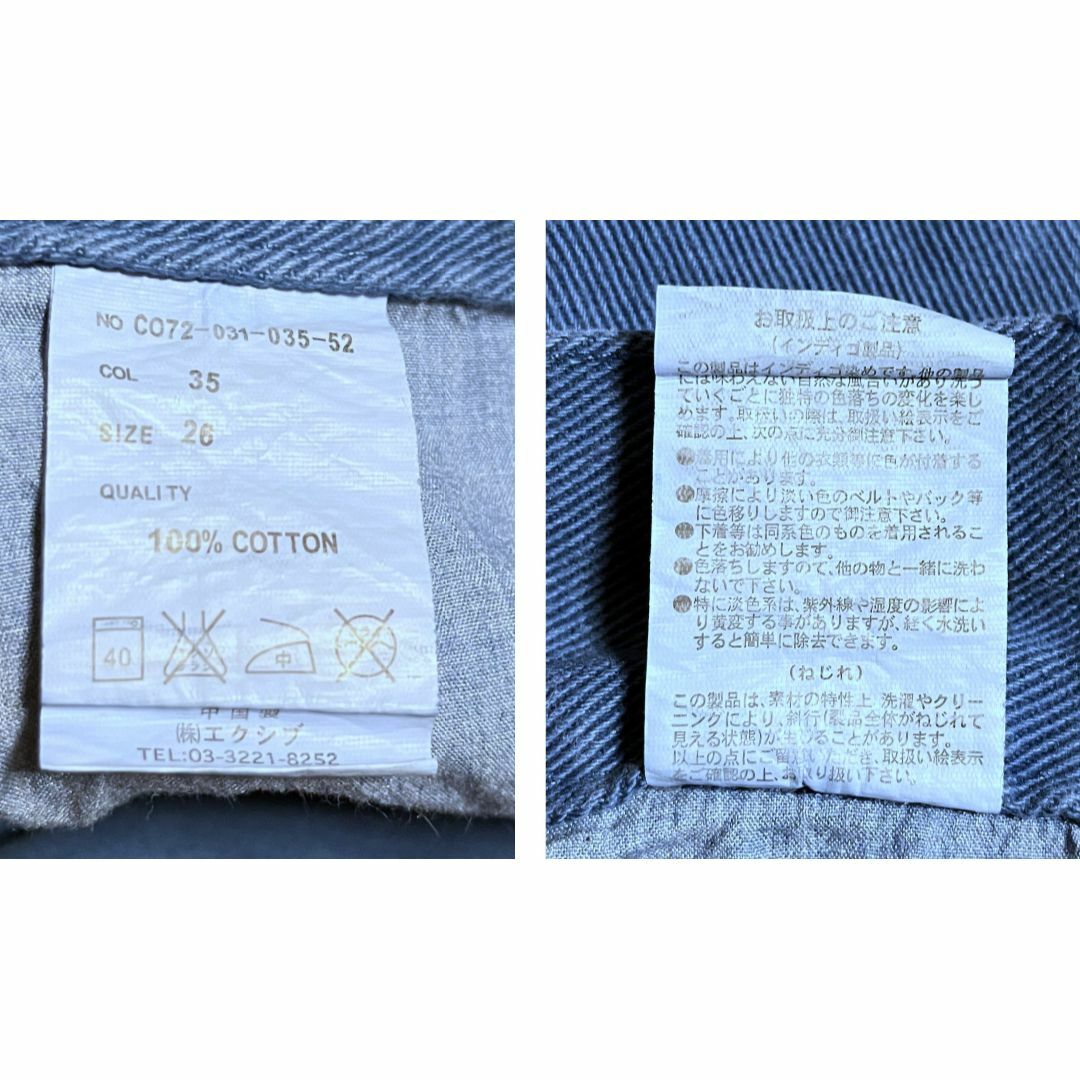 NO C072-031-035-52
COL 35
SIZE 26
QUALITY
100% COTTON
40
中
中国製
(株)エクシブ
TEL:03-3221-8252
お取扱上のご注意
(インディゴ製品)
この製品はインディゴ染めです。他の製品
には味わえない自然な風合いがあり洗っ
ていくごとに独特の色落ちの変化を楽し
めます。取扱いの際は、取扱い絵表示をご
確認の上、次の点に充分御注意下さい。
●着用により他の衣類等に色が付着する
ことがあります。
●摩擦により淡い色のベルトやバック等
に色移りしますので御注意下さい。
●下着等は同系色のものを着用されるこ
とをお勧めします。
●色落ちしますので、他の物と一緒に洗わ
ないで下さい。
●特に淡色系は、紫外線や湿度の影響によ
り黄変する事がありますが、軽く水洗い
すると簡単に除去できます。
(ねじれ)
この製品は、素材の特性上、洗濯やクリー
ニングにより、斜行(製品全体がねじれて
見える状態)が生じることがあります。
以上の点にご留意いただき、取扱い絵表示
をご確認の上、お取り扱い下さい。